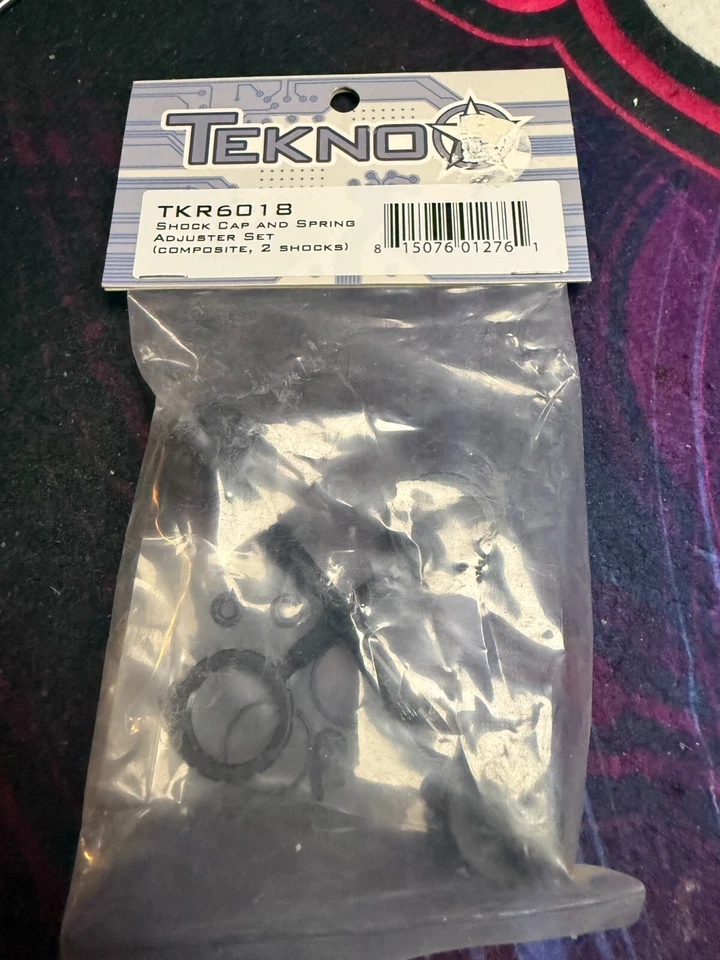 TEKNO
TKR6018
SHOCK CAP AND SPRING
ADJUSTER SET
(COMPOSITE, 2 SHOCKS)
8 15076 01276 1